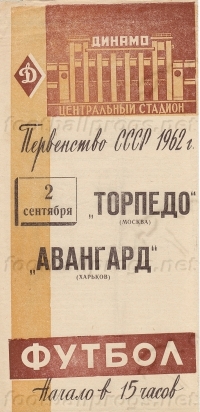 ДИНАМО
Д
ЦЕНТРАЛЬНЫЙ СТАДИОН
Первенство СССР 1962 г.
2
сентября
„ТОРПЕДО“
(МОСКВА)
„АВАНГАРД“
(ХАРЬКОВ)
ФУТБОЛ
Начало в 15 часов